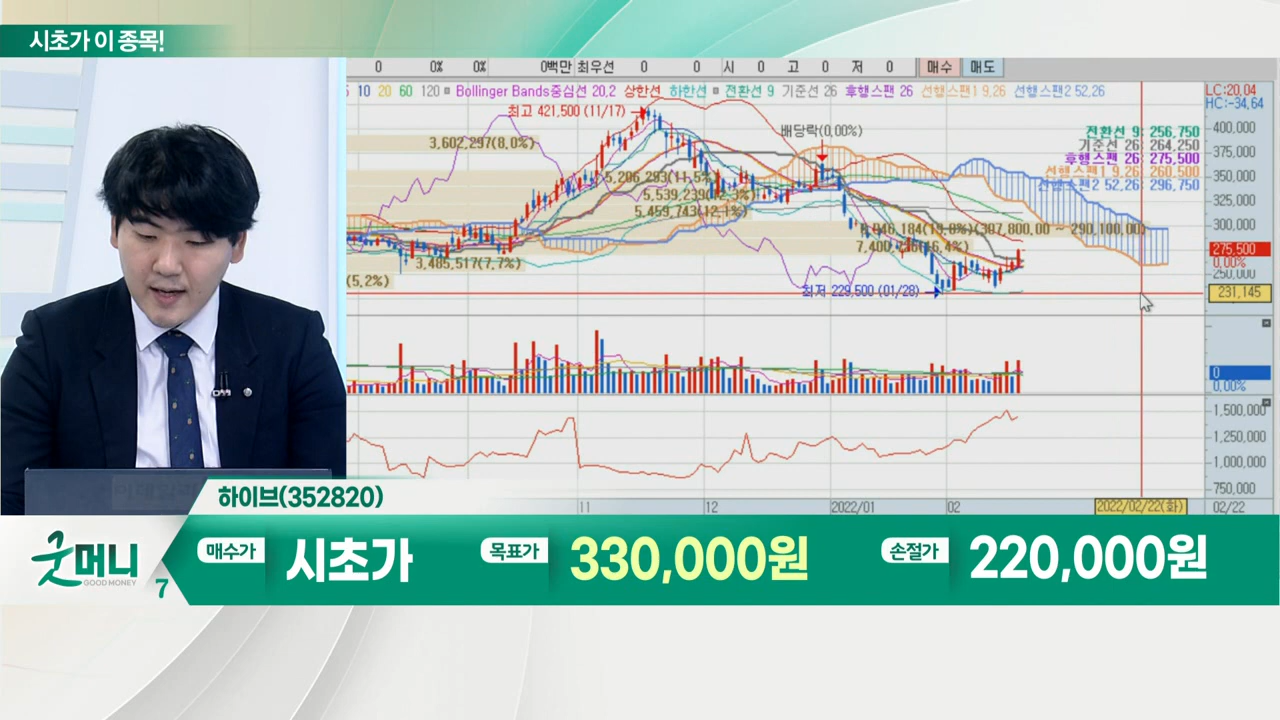 시초가 이 종목!
0 0% 0% 0백만 최우선 0 0 시 0 고 0 저 0 매수 매도
10 20 60 120 Bollinger Bands중심선 20,2 상한선 하한선 전환선 9 기준선 26 후행스팬 26 선행스팬1 9,26 선행스팬2 52,26
LC:20,04
HC:-34,64
최고 421,500 (11/17)
배당락(0,00%)
전환선 9: 256,750
기준선 26: 264,250
후행스팬 26: 275,500
선행스팬1 9,26: 260,500
선행스팬2 52,26: 296,750
400,000
375,000
350,000
325,000
300,000
275,500
0,00%
250,000
231,145
3,602,297(8,0%)
5,206,293(11,5%)
5,539,239(12,3%)
5,459,743(12,1%)
(307,800,00 ~ 290,100,00)
3,485,517(7,7%)
(5,2%)
최저 229,500 (01/28)
0
0,00%
1,500,000
1,250,000
1,000,000
750,000
11 12 2022/01 02 2022/02/22(화) 02/22
하이브(352820)
굿머니
GOOD MONEY
7
매수가 시초가 목표가 330,000원 손절가 220,000원